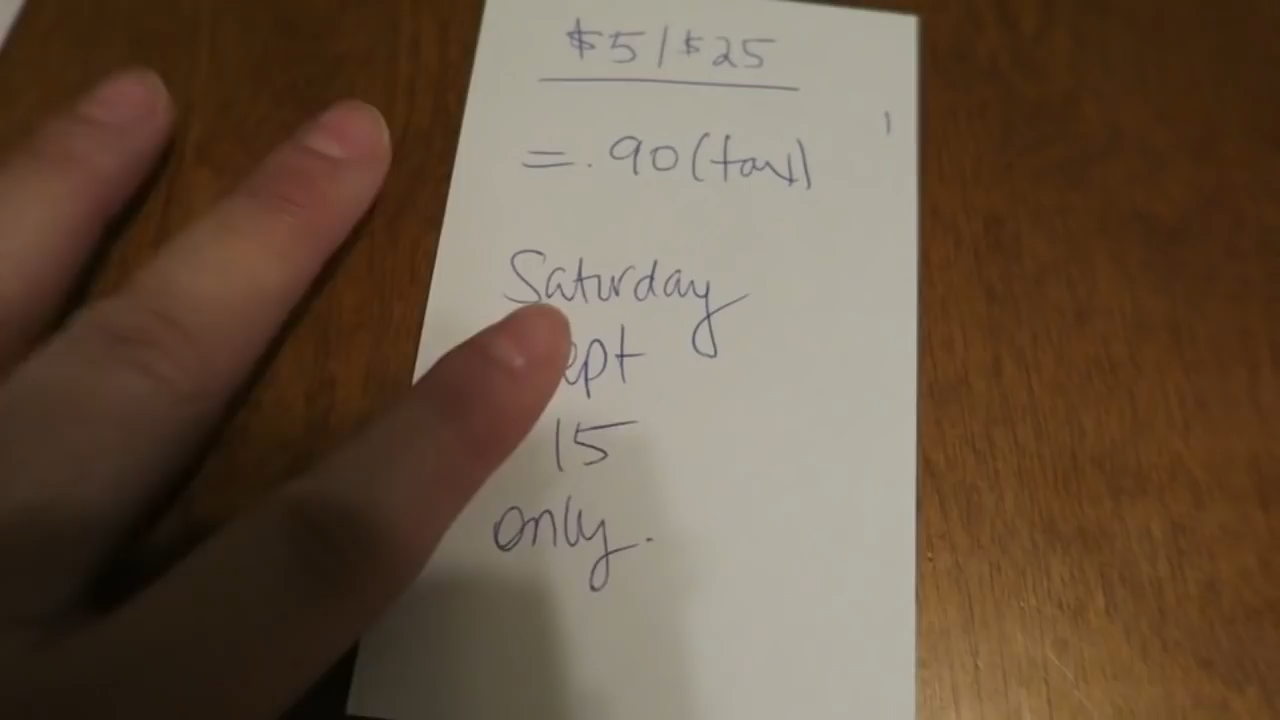 $5/$25
= .90 (tax)
Saturday
ept
15
only.